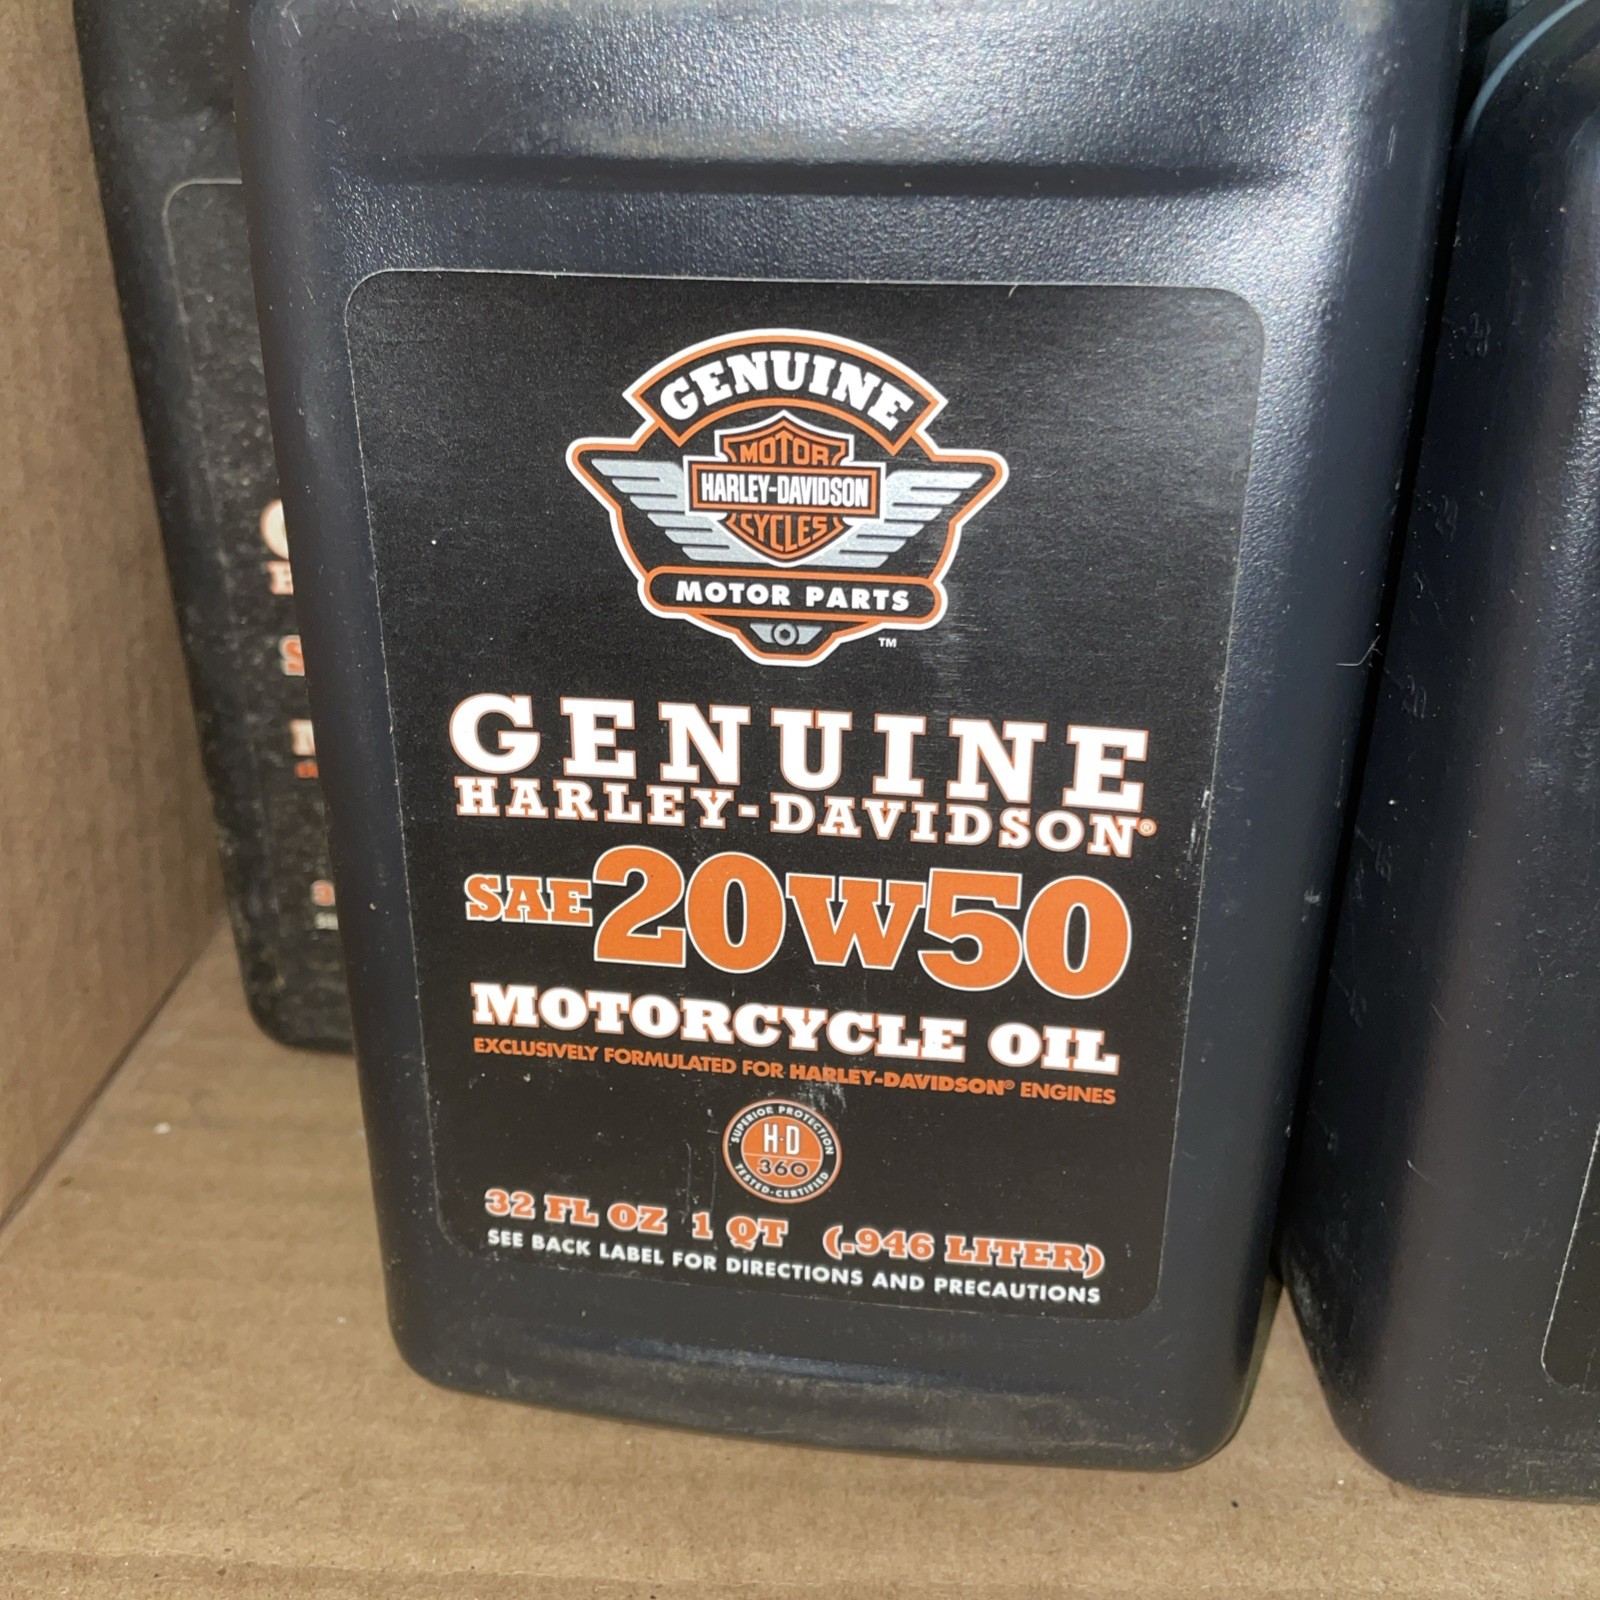 GENUINE
MOTOR
HARLEY-DAVIDSON
CYCLES
MOTOR PARTS
™
GENUINE
HARLEY-DAVIDSON®
SAE 20W50
MOTORCYCLE OIL
EXCLUSIVELY FORMULATED FOR HARLEY-DAVIDSON® ENGINES
SUPERIOR PROTECTION
H-D
360
TESTED-CERTIFIED
32 FL OZ 1 QT (.946 LITER)
SEE BACK LABEL FOR DIRECTIONS AND PRECAUTIONS